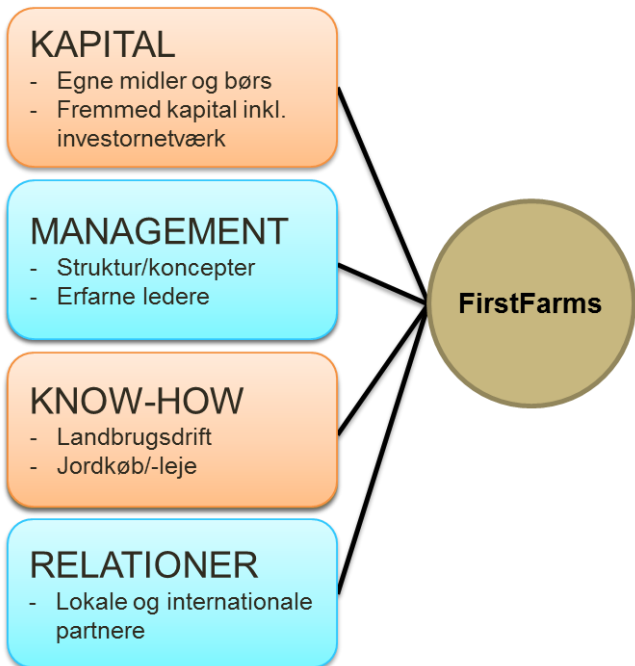 KAPITAL
- Egne midler og børs
- Fremmed kapital inkl.
investornetværk
MANAGEMENT
- Struktur/koncepter
- Erfarne ledere
KNOW-HOW
- Landbrugsdrift
- Jordkøb/-leje
RELATIONER
- Lokale og internationale
partnere
FirstFarms